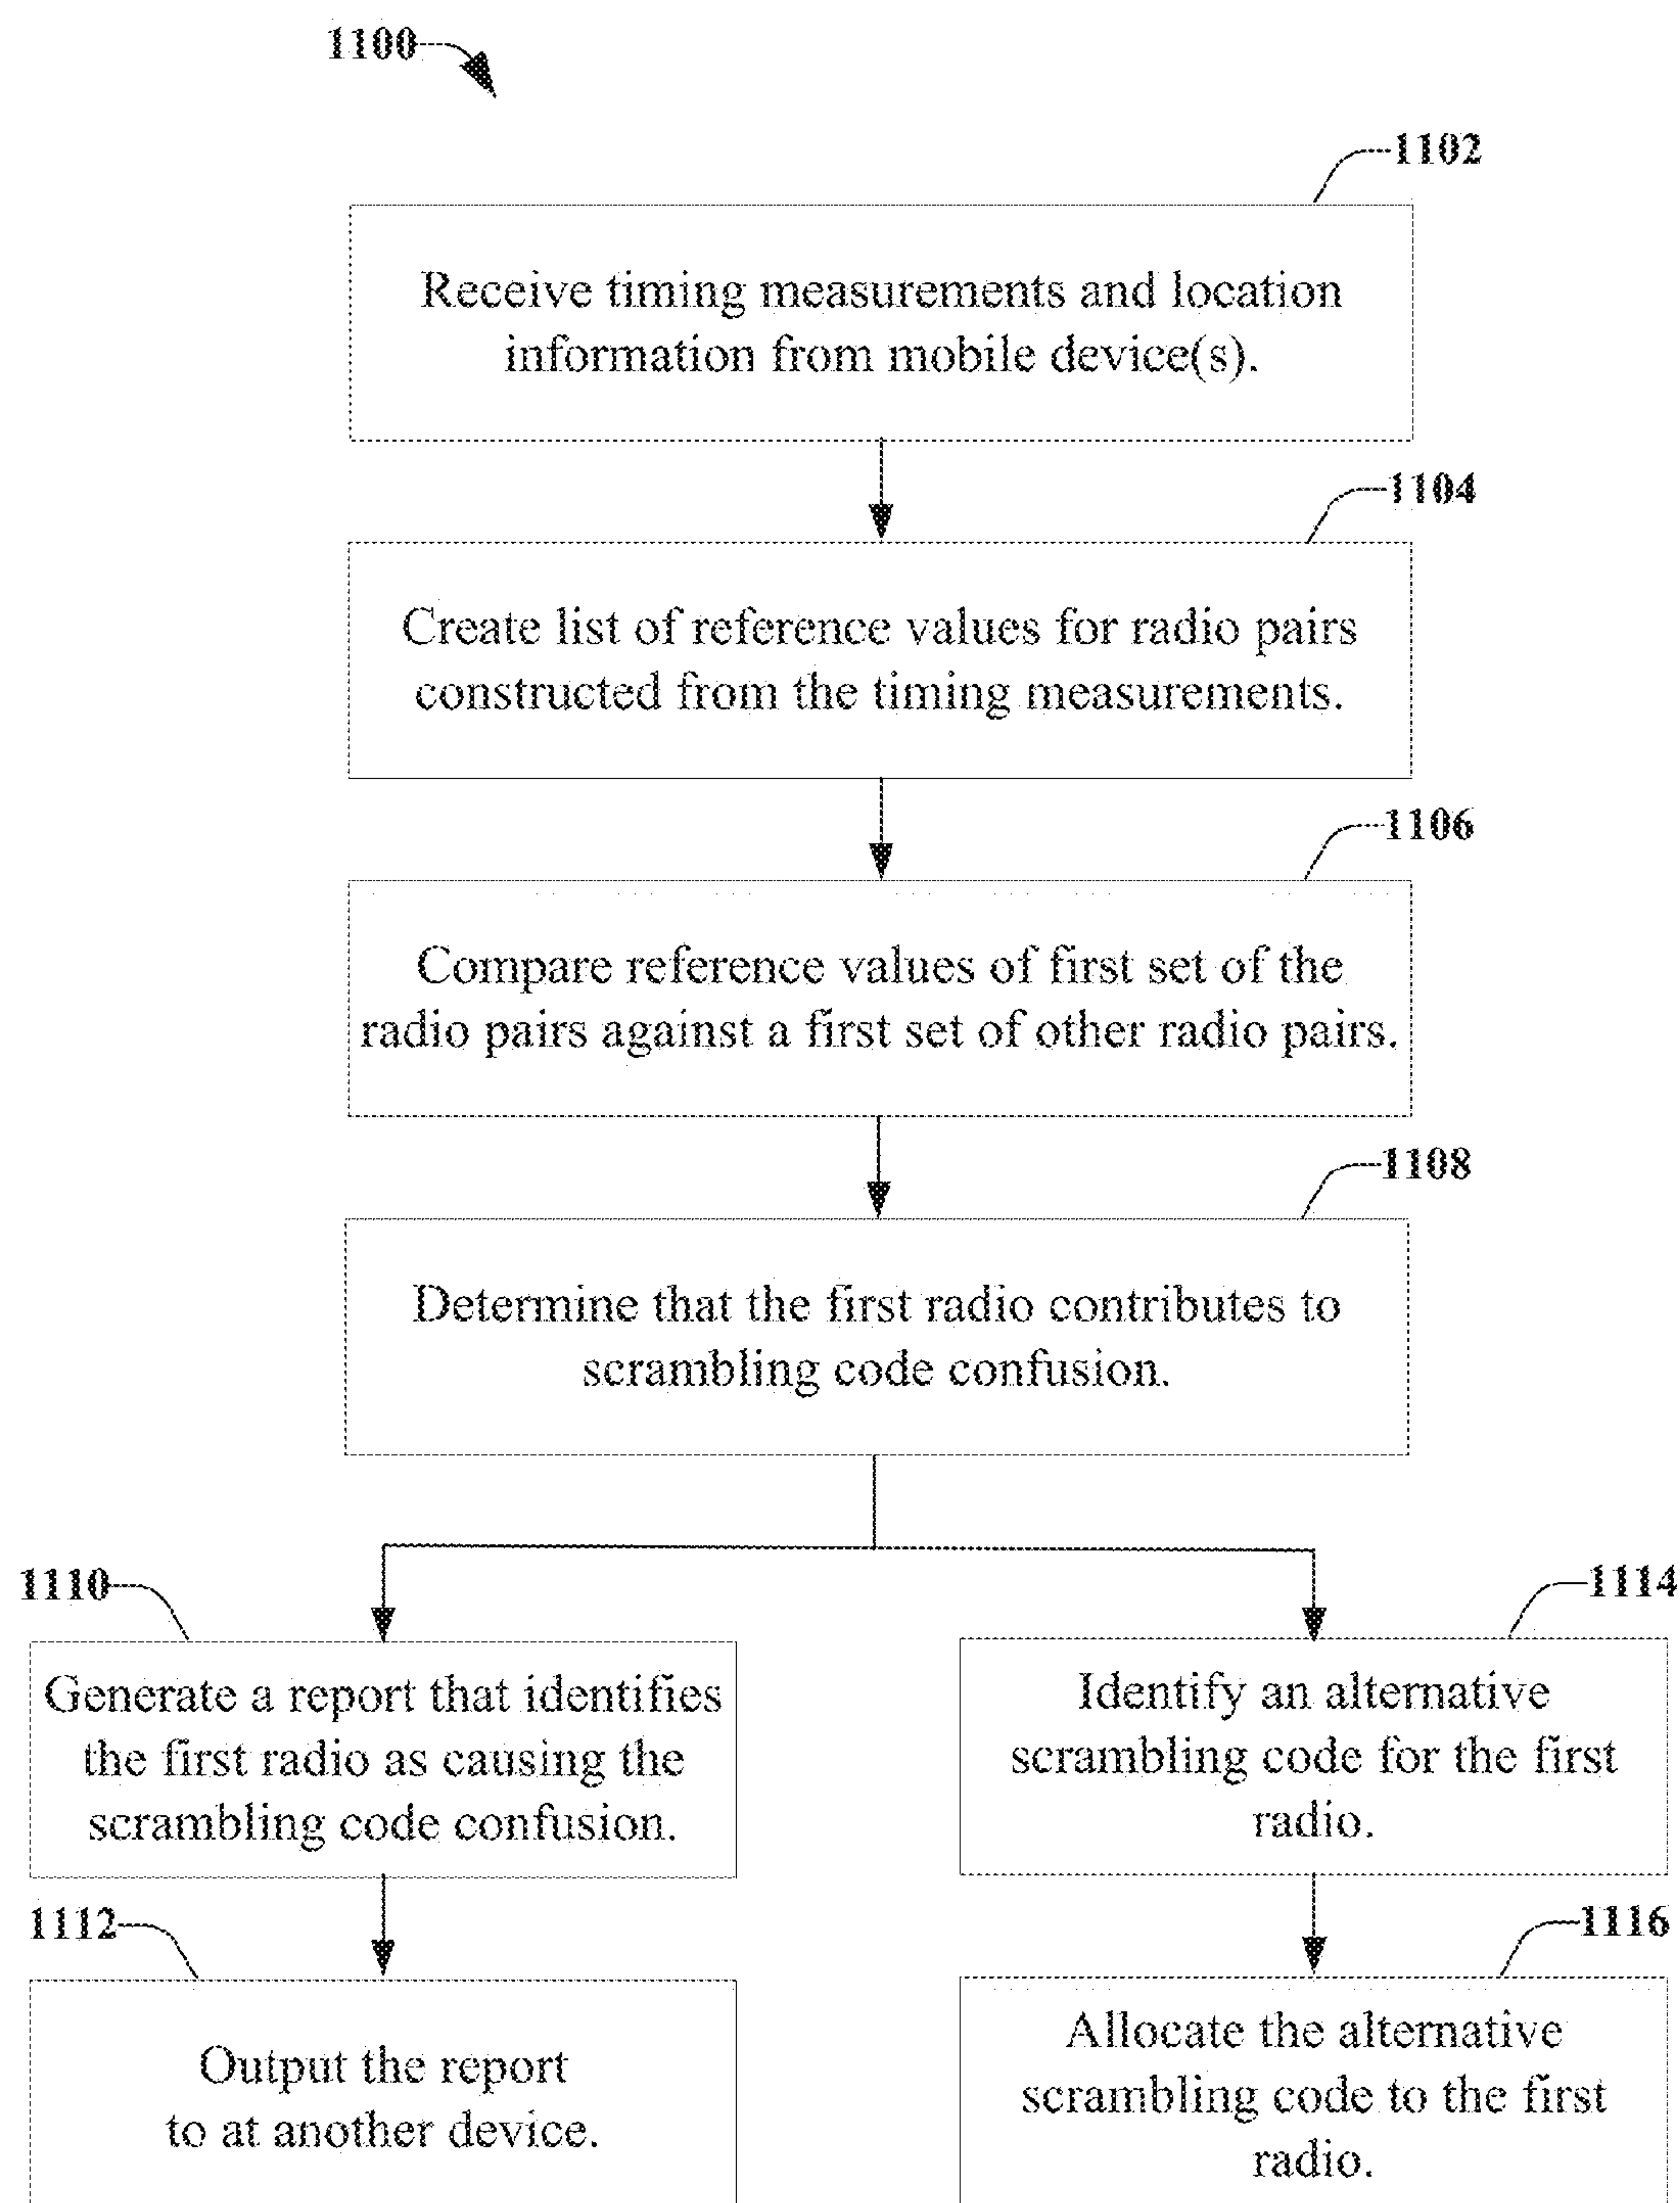 1100
1102
Receive timing measurements and location
information from mobile device(s).
1104
Create list of reference values for radio pairs
constructed from the timing measurements.
1106
Compare reference values of first set of the
radio pairs against a first set of other radio pairs.
1108
Determine that the first radio contributes to
scrambling code confusion.
1110
Generate a report that identifies
the first radio as causing the
scrambling code confusion.
1112
Output the report
to at another device.
1114
Identify an alternative
scrambling code for the first
radio.
1116
Allocate the alternative
scrambling code to the first
radio.